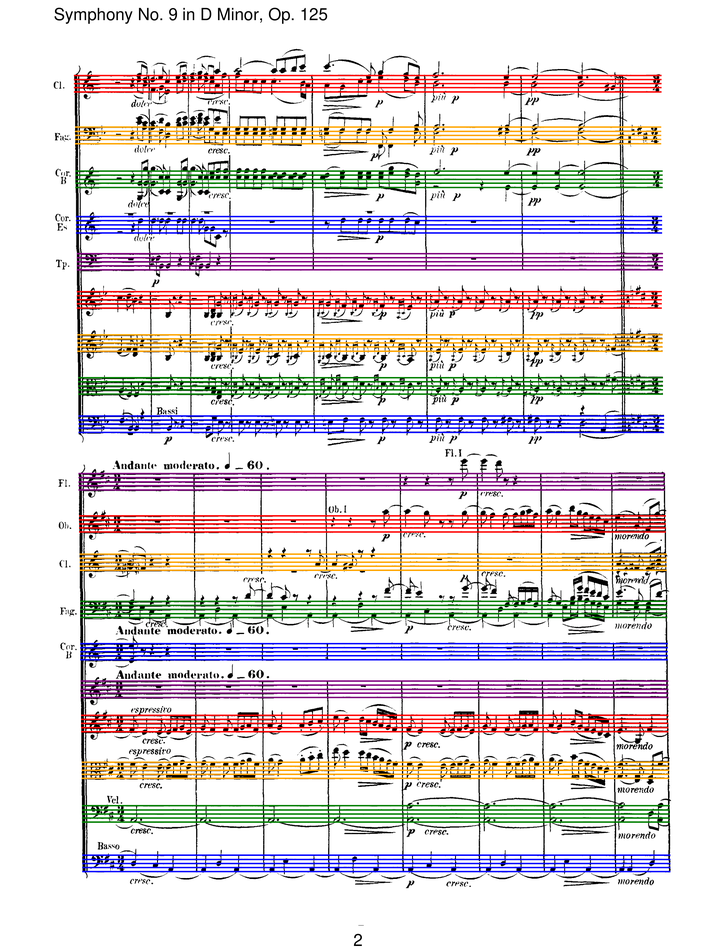 Symphony No. 9 in D Minor, Op. 125
Cl.
dolce cresc. p più p pp
Fag.
dolce cresc. p più p pp
Cor. B
dolce cresc. p più p pp
Cor. Es
dolce p
Tp.
p
cresc. p più p pp
cresc. p più p pp
cresc. p più p pp
Bassi
p cresc. p più p pp
Fl. I
Andante moderato. ♩ = 60.
Fl.
p cresc.
Ob. I
Ob.
p cresc. morendo
Cl.
cresc. cresc. cresc. morendo
Fag.
cresc. p cresc. morendo
Andante moderato. ♩ = 60.
Cor. B
Andante moderato. ♩ = 60.
espressivo
cresc. p cresc. morendo
espressivo
cresc. p cresc. morendo
Vcl.
cresc. p cresc. morendo
Basso
cresc. p cresc. morendo
2